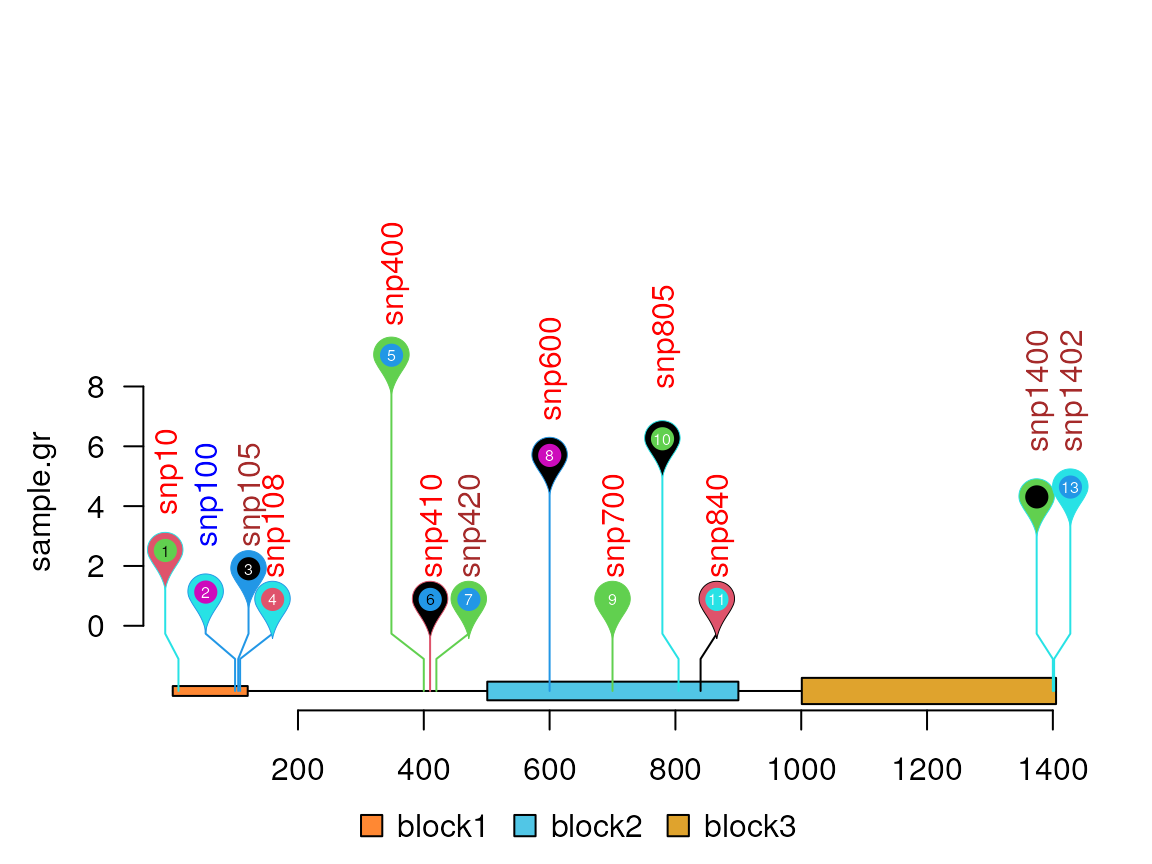 snp400
snp805
snp600
snp1400
snp1402
snp10
snp100
snp105
snp108
snp410
snp420
snp700
snp840
sample.gr
8
6
4
2
0
1
2
3
4
5
6
7
8
9
10
11
13
200 400 600 800 1000 1200 1400
block1 block2 block3